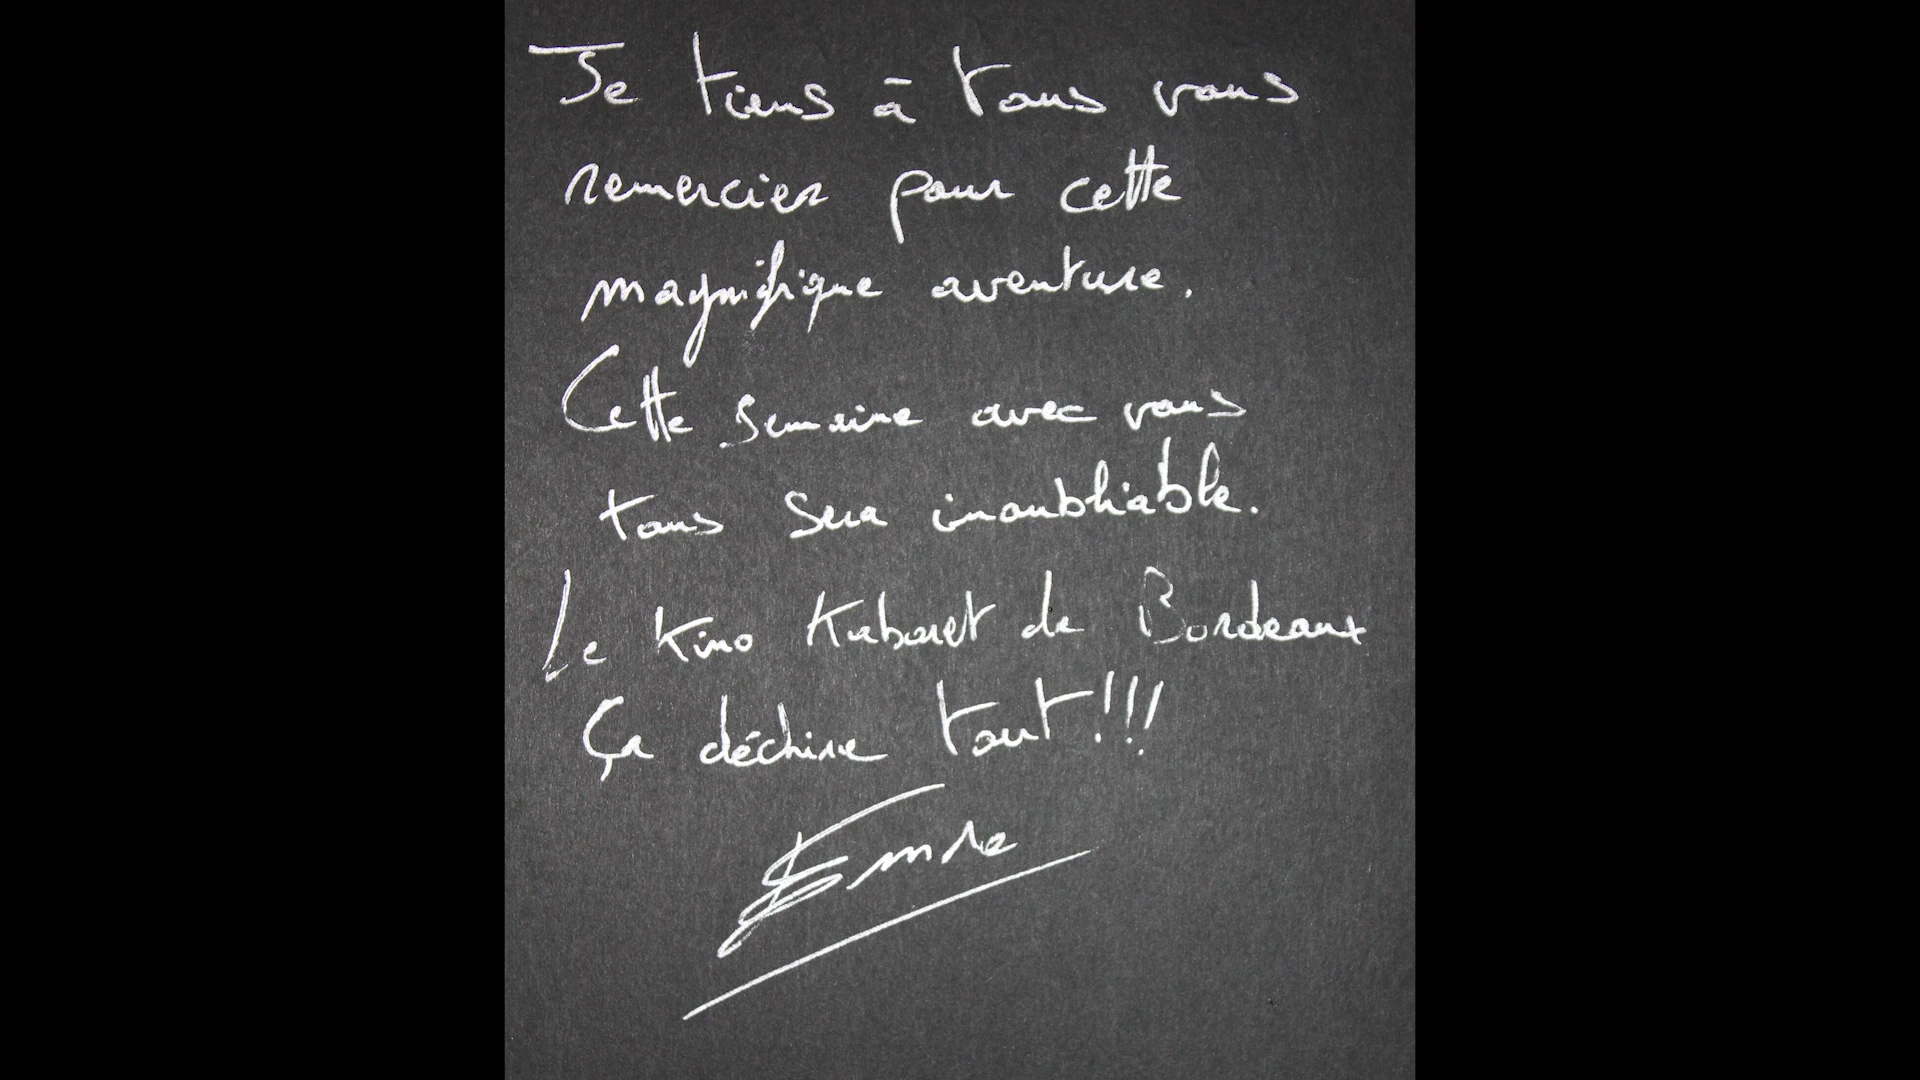 Je tiens à tous vous
remercier pour cette
magnifique aventure.
Cette semaine avec vous
tous sera inoubliable.
Le Kino Kabaret de Bordeaux
Ça déchire tout!!!
Emre